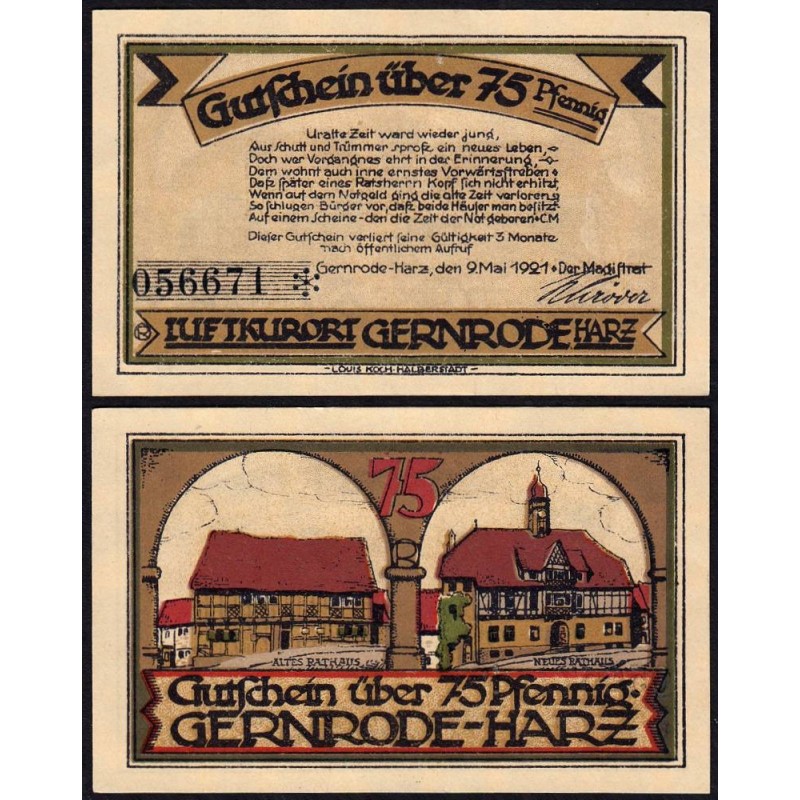 Gutschein über 75 Pfennig
Uralte Zeit ward wieder jung,
Aus Schutt und Trümmer sproß ein neues Leben,
Doch wer Vorgangnes ehrt in der Erinnerung,
Dem wohnt auch inne ernstes Vorwärtsstreben
Daß später eines Ratsherrn Kopf sich nicht erhitzt,
Wenn auf dem Notgeld ging die alte Zeit verloren,
So schlugen Bürger vor, daß beide Häuser man besitzt
Auf einem Scheine - den die Zeit der Not geboren • CM
Dieser Gutschein verliert seine Gültigkeit 3 Monate
nach öffentlichem Aufruf
Gernrode-Harz, den 9. Mai 1921 • Der Magistrat
056671
R LUFTKURORT GERNRODE HARZ
- LOUIS KOCH-HALBERSTADT -
75
R
ALTES RATHAUS
NEUES RATHAUS
Gutschein über 75 Pfennig •
GERNRODE-HARZ